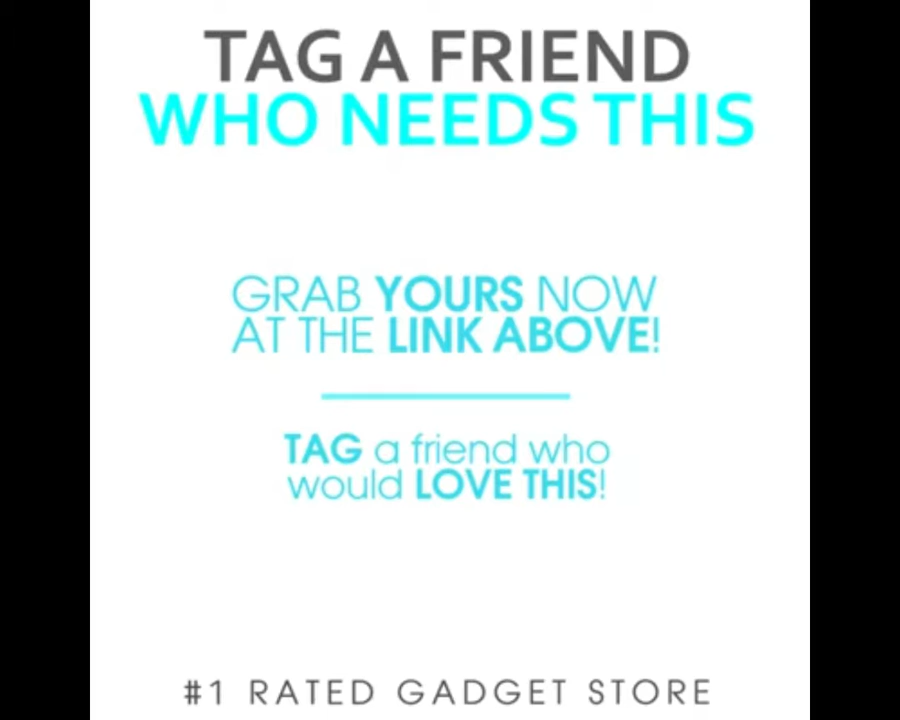 TAG A FRIEND
WHO NEEDS THIS
GRAB YOURS NOW
AT THE LINK ABOVE!
TAG a friend who
would LOVE THIS!
#1 RATED GADGET STORE